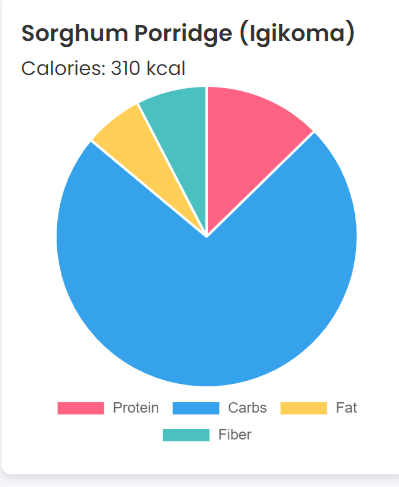 Sorghum Porridge (Igikoma)
Calories: 310 kcal
Protein Carbs Fat
Fiber